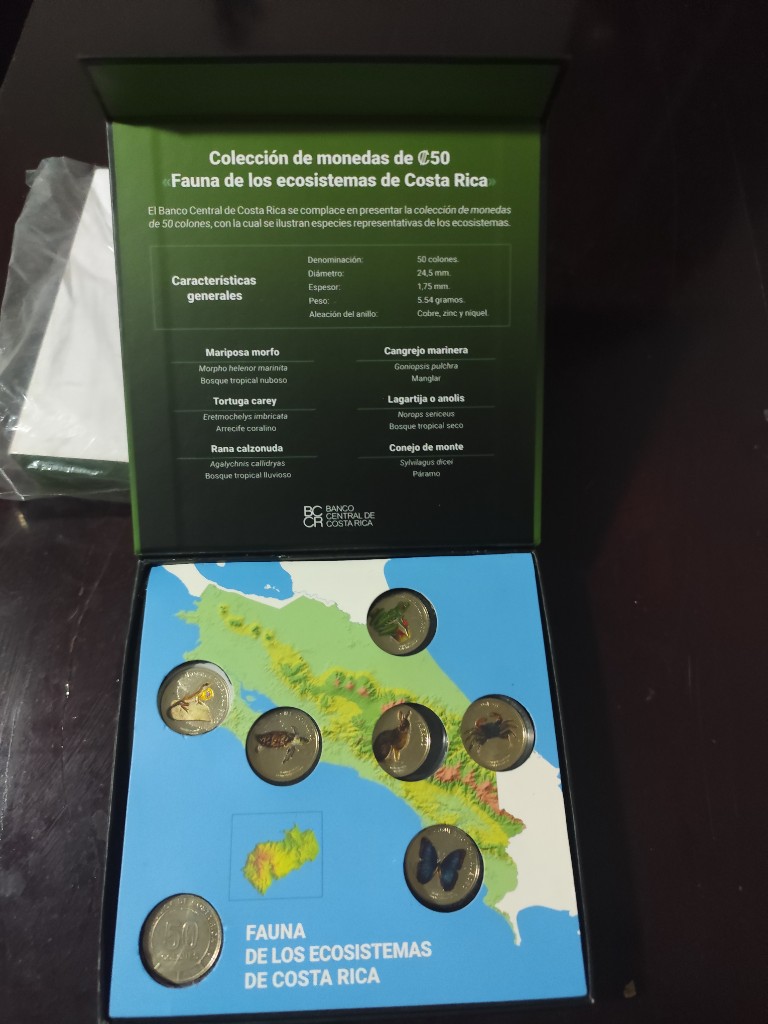 Colección de monedas de ₡50
«Fauna de los ecosistemas de Costa Rica»
El Banco Central de Costa Rica se complace en presentar la colección de monedas
de 50 colones, con la cual se ilustran especies representativas de los ecosistemas.
Características
generales
Denominación: 50 colones.
Diámetro: 24,5 mm.
Espesor: 1,75 mm.
Peso: 5.54 gramos.
Aleación del anillo: Cobre, zinc y níquel.
Mariposa morfo
Morpho helenor marinita
Bosque tropical nuboso
Cangrejo marinera
Goniopsis pulchra
Manglar
Tortuga carey
Eretmochelys imbricata
Arrecife coralino
Lagartija o anolis
Norops sericeus
Bosque tropical seco
Rana calzonuda
Agalychnis callidryas
Bosque tropical lluvioso
Conejo de monte
Sylvilagus dicei
Páramo
BC
CR
BANCO
CENTRAL DE
COSTA RICA
50
COLONES
FAUNA
DE LOS ECOSISTEMAS
DE COSTA RICA